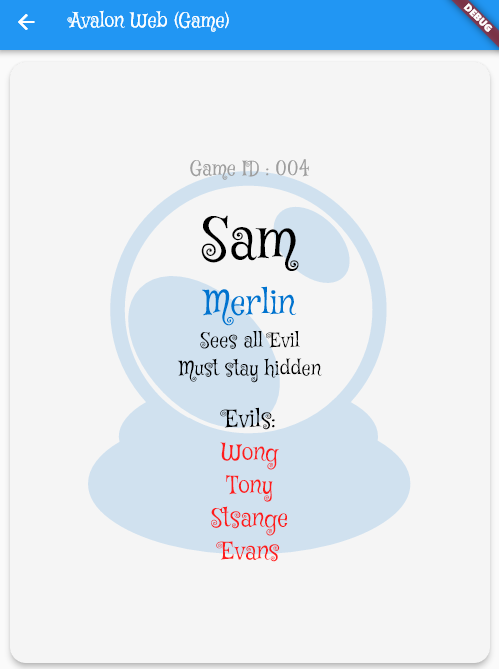 Avalon Web (Game)
DEBUG
Game ID : 004
Sam
Merlin
Sees all Evil
Must stay hidden
Evils:
Wong
Tony
Stsange
Evans